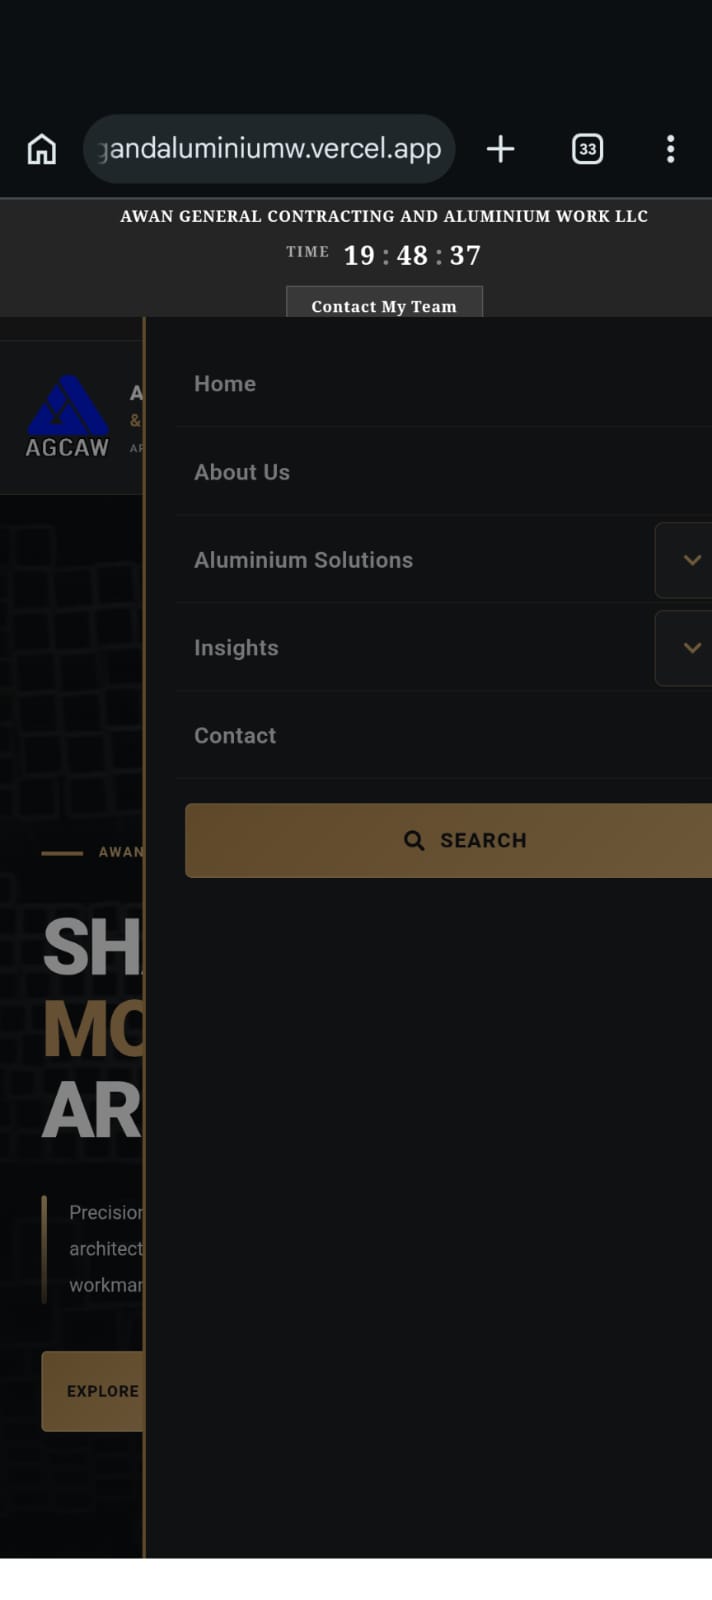 gandaluminiumw.vercel.app
33
AWAN GENERAL CONTRACTING AND ALUMINIUM WORK LLC
TIME 19 : 48 : 37
Contact My Team
Home
AGCAW
About Us
Aluminium Solutions
Insights
Contact
SEARCH
AWAN
SH
MO
AR
Precision
architect
workman
EXPLORE